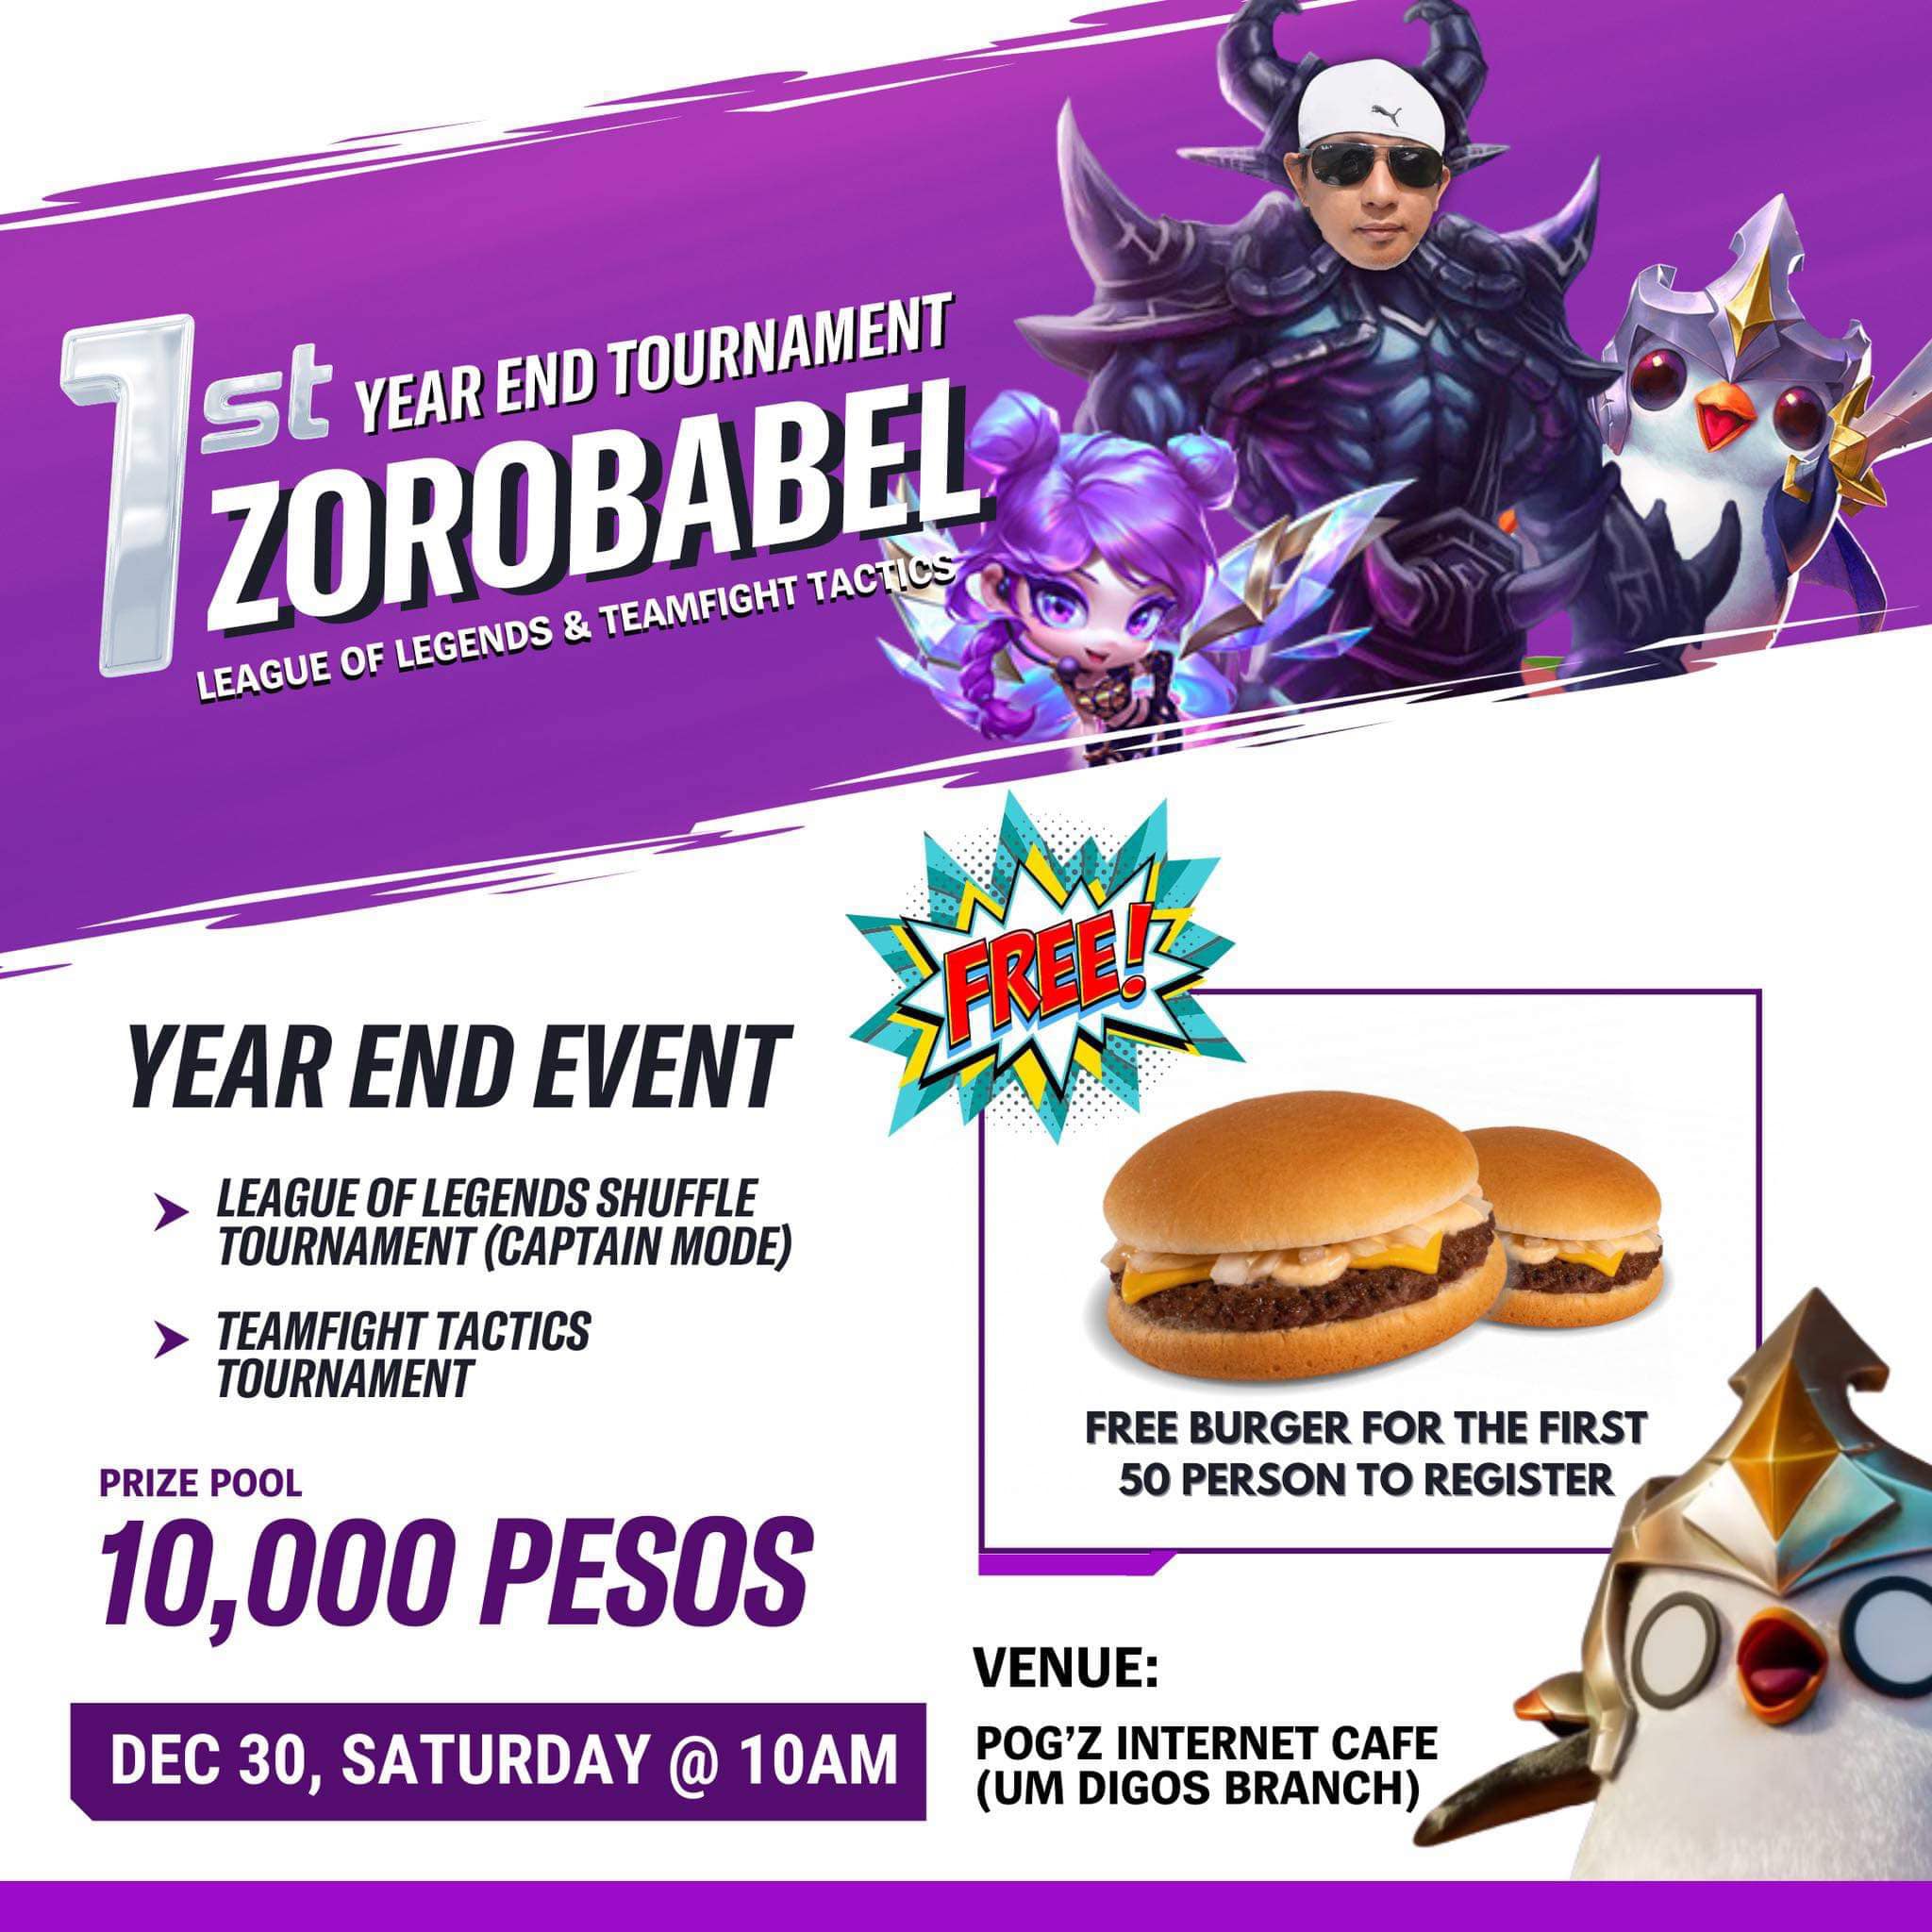 1st YEAR END TOURNAMENT
ZOROBABEL
LEAGUE OF LEGENDS & TEAMFIGHT TACTICS
FREE!
YEAR END EVENT
LEAGUE OF LEGENDS SHUFFLE
TOURNAMENT (CAPTAIN MODE)
TEAMFIGHT TACTICS
TOURNAMENT
PRIZE POOL
10,000 PESOS
DEC 30, SATURDAY @ 10AM
FREE BURGER FOR THE FIRST
50 PERSON TO REGISTER
VENUE:
POG'Z INTERNET CAFE
(UM DIGOS BRANCH)